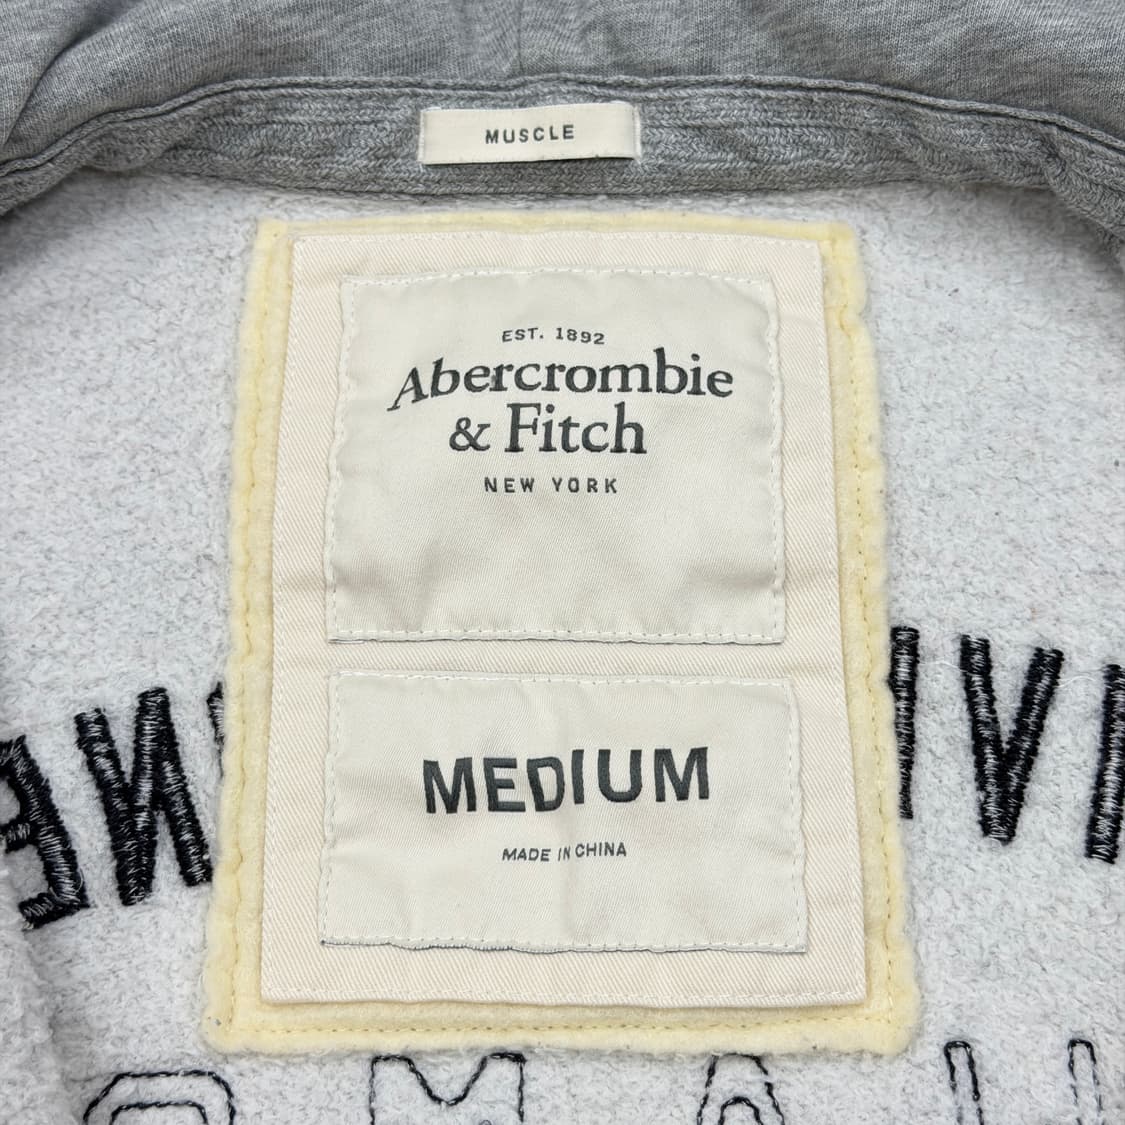 MUSCLE
EST. 1892
Abercrombie
& Fitch
NEW YORK
MEDIUM
MADE IN CHINA